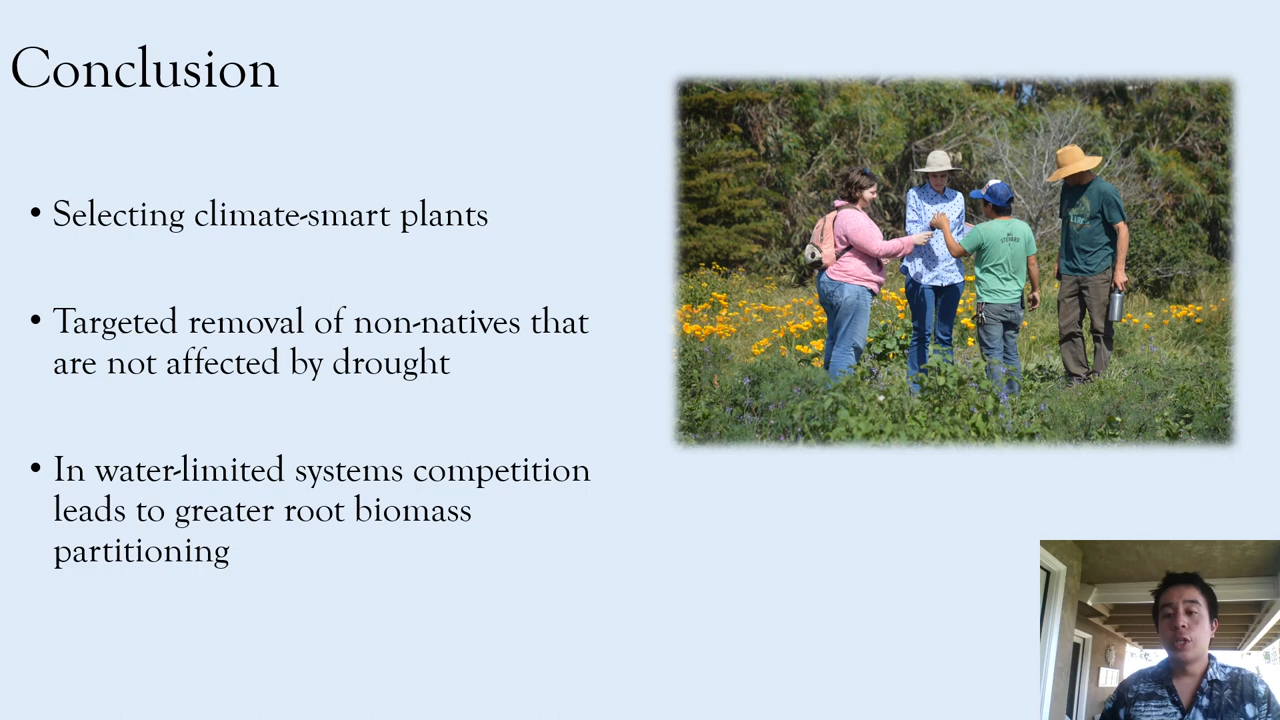 Conclusion
• Selecting climate-smart plants
• Targeted removal of non-natives that
are not affected by drought
• In water-limited systems competition
leads to greater root biomass
partitioning